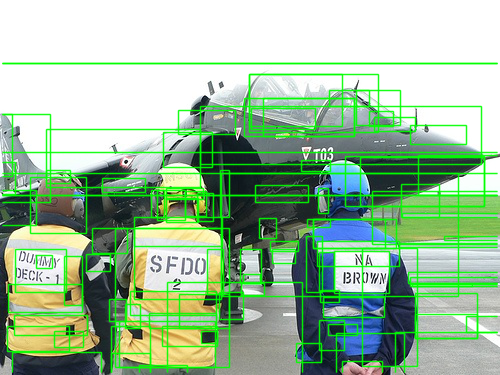 T03
DUMMY
DECK - 1
SFDO
2
NA
BROWN